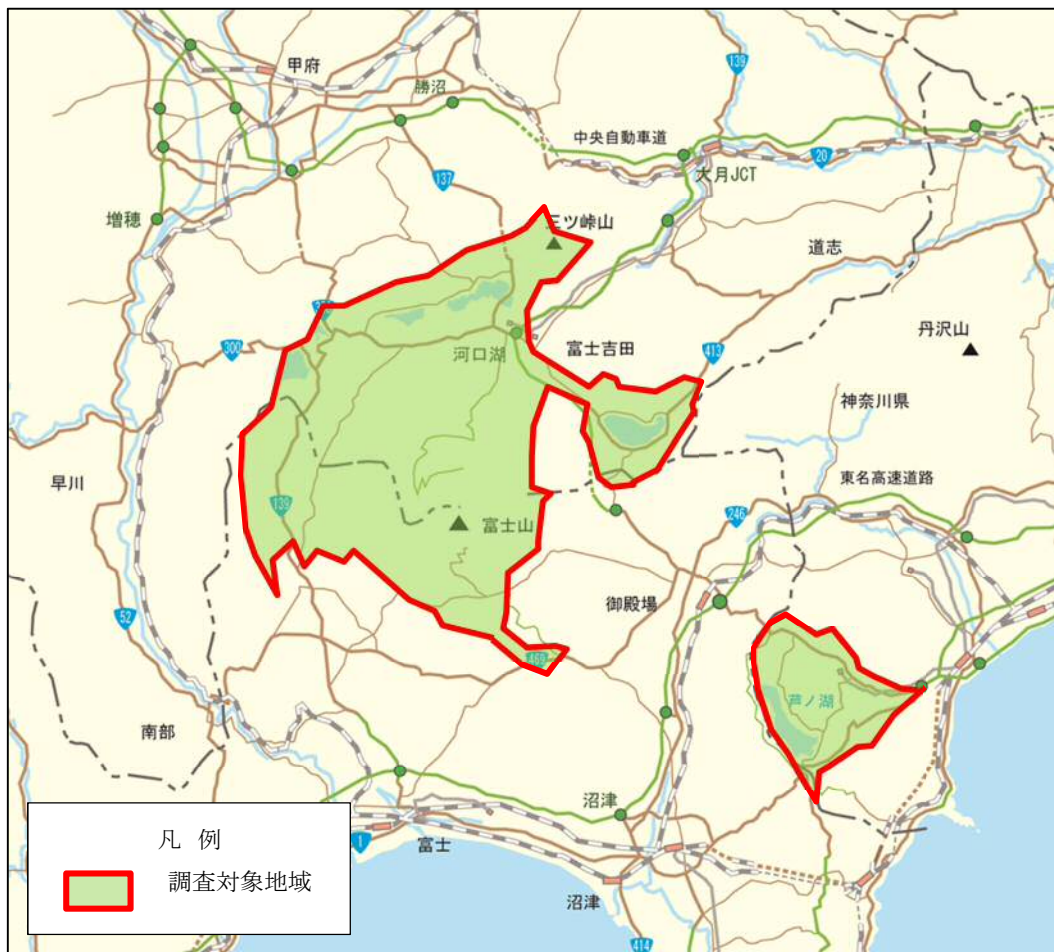 甲府
139
勝沼
中央自動車道
20
大月JCT
137
増穂
三ツ峠山
道志
300
河口湖
富士吉田
413
丹沢山
神奈川県
早川
139
富士山
東名高速道路
246
52
御殿場
469
芦ノ湖
南部
沼津
1
富士
沼津
414
凡 例
調査対象地域